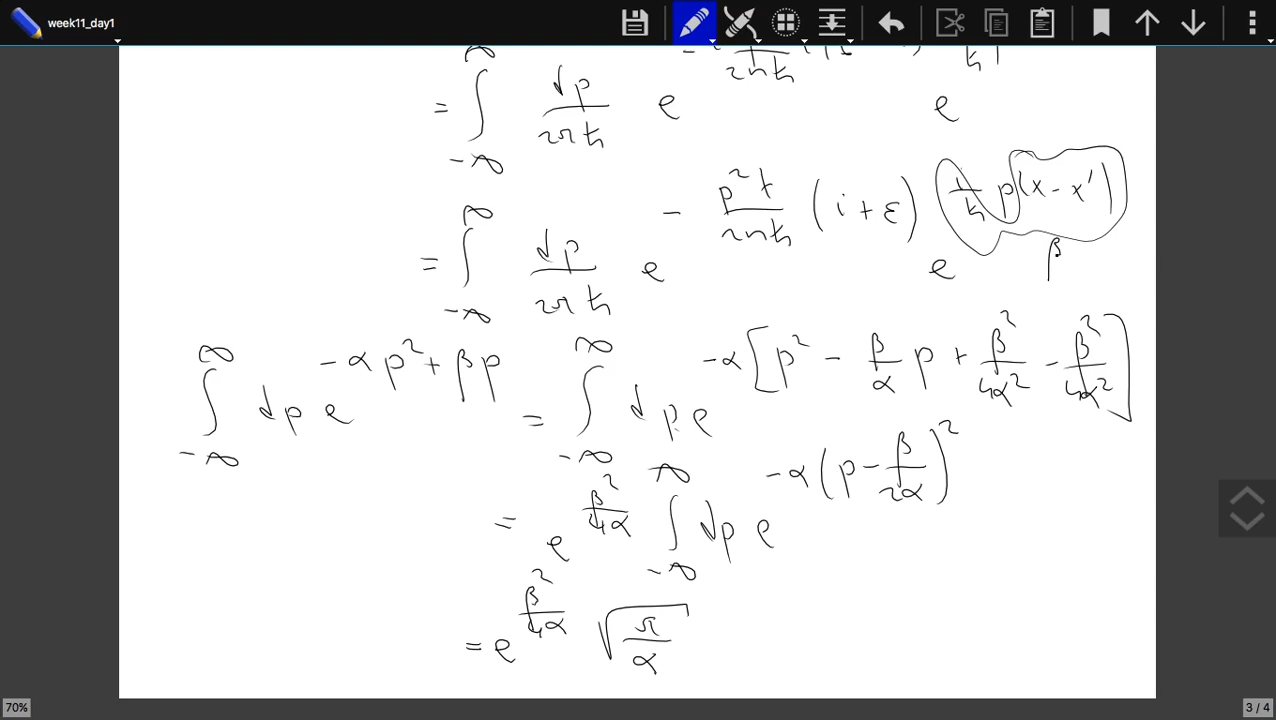 week11_day1
= ∫_{-∞}^{∞} dp/2πħ e e
= ∫_{-∞}^{∞} dp/2πħ e^{- p²t/2mħ (i+ε)} e^{i/ħ p(x-x')}
β
∫_{-∞}^{∞} dp e^{-αp²+βp} = ∫_{-∞}^{∞} dp e^{-α[p² - β/α p + β²/4α² - β²/4α²]}
= e^{β²/4α} ∫_{-∞}^{∞} dp e^{-α(p-β/2α)²}
= e^{β²/4α} √(π/α)
70%
3 / 4